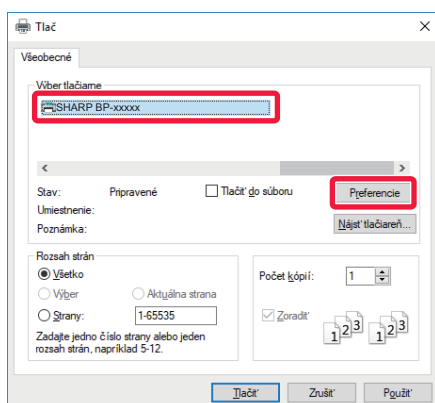 Tlač
Všeobecné
Výber tlačiarne
SHARP BP-xxxxx
Stav: Pripravené Tlačiť do súboru Preferencie
Umiestnenie:
Poznámka: Nájsť tlačiareň...
Rozsah strán
Všetko Počet kópií: 1
Výber Aktuálna strana
Strany: 1-65535 Zoradiť
Zadajte jedno číslo strany alebo jeden
rozsah strán, napríklad 5-12.
1 2 3 1 2 3
Tlačiť Zrušiť Použiť